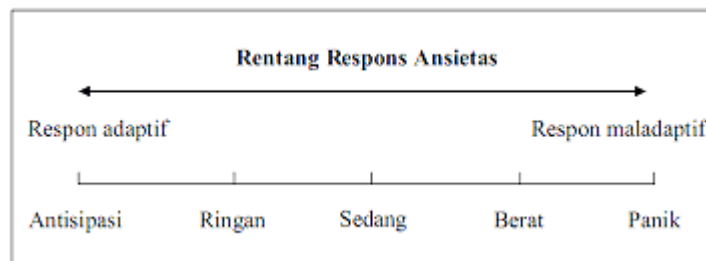 Rentang Respons Ansietas
Respon adaptif Respon maladaptif
Antisipasi Ringan Sedang Berat Panik